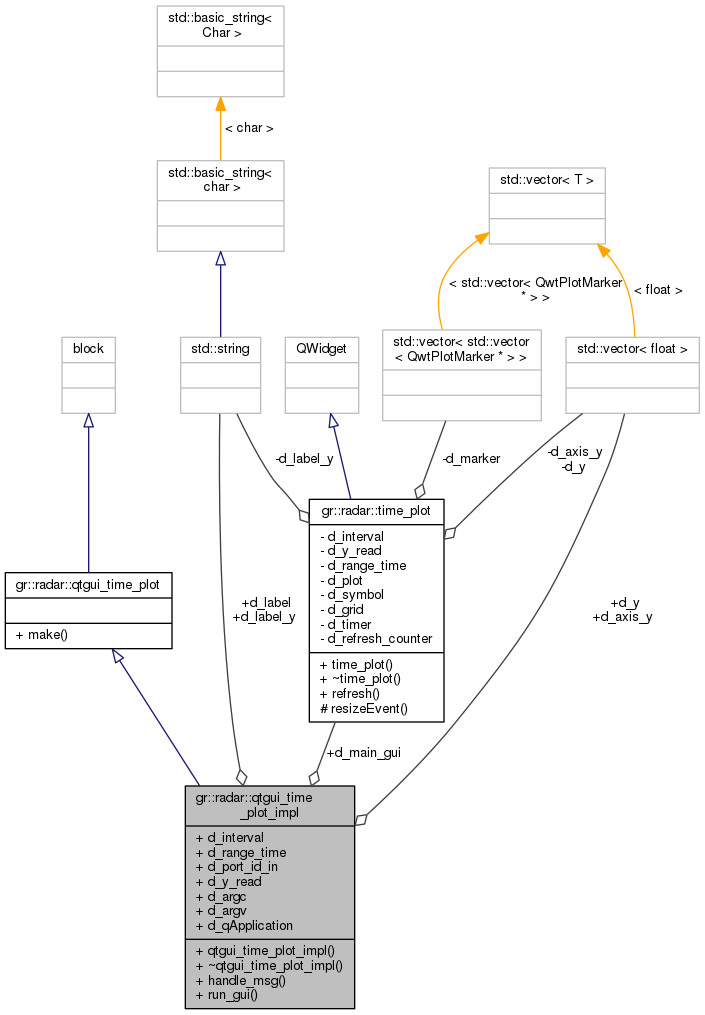 std::basic_string<
Char >
< char >
std::basic_string<
char >
std::vector< T >
< std::vector< QwtPlotMarker
* > >
< float >
block
std::string
QWidget
std::vector< std::vector
< QwtPlotMarker * > >
std::vector< float >
-d_label_y
-d_marker
-d_axis_y
-d_y
gr::radar::time_plot
- d_interval
- d_y_read
- d_range_time
- d_plot
- d_symbol
- d_grid
- d_timer
- d_refresh_counter
+ time_plot()
+ ~time_plot()
+ refresh()
# resizeEvent()
gr::radar::qtgui_time_plot
+ make()
+d_label
+d_label_y
+d_y
+d_axis_y
+d_main_gui
gr::radar::qtgui_time
_plot_impl
+ d_interval
+ d_range_time
+ d_port_id_in
+ d_y_read
+ d_argc
+ d_argv
+ d_qApplication
+ qtgui_time_plot_impl()
+ ~qtgui_time_plot_impl()
+ handle_msg()
+ run_gui()